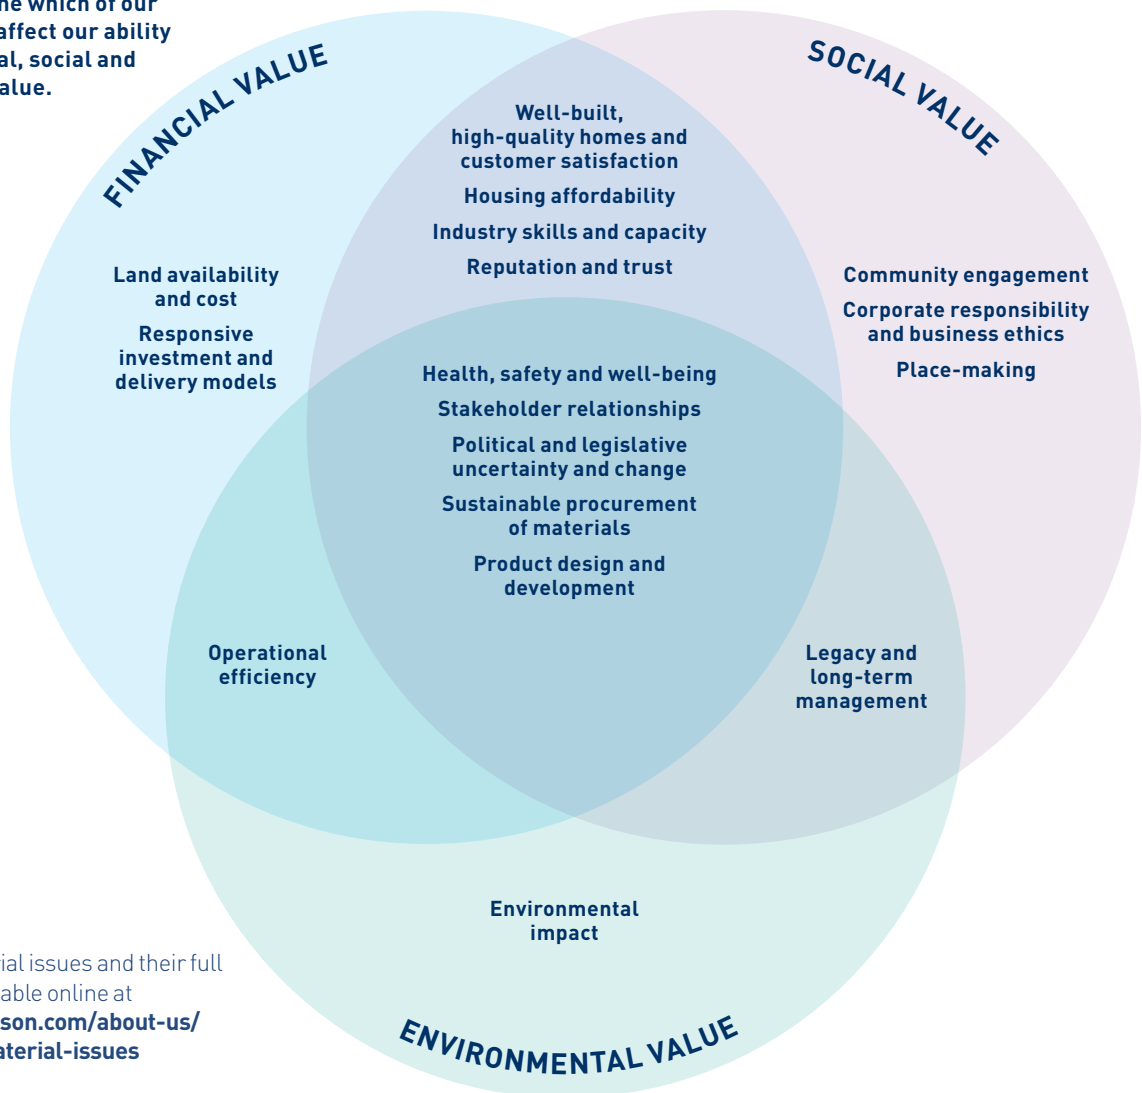 which of our
affect our ability
social and
FINANCIAL VALUE
SOCIAL VALUE
Well-built,
high-quality homes and
customer satisfaction
Housing affordability
Industry skills and capacity
Reputation and trust
Land availability
and cost
Responsive
investment and
delivery models
Community engagement
Corporate responsibility
and business ethics
Place-making
Health, safety and well-being
Stakeholder relationships
Political and legislative
uncertainty and change
Sustainable procurement
of materials
Product design and
development
Operational
efficiency
Legacy and
long-term
management
Environmental
impact
issues and their full
online at
son.com/about-us/
aterial-issues
ENVIRONMENTAL VALUE